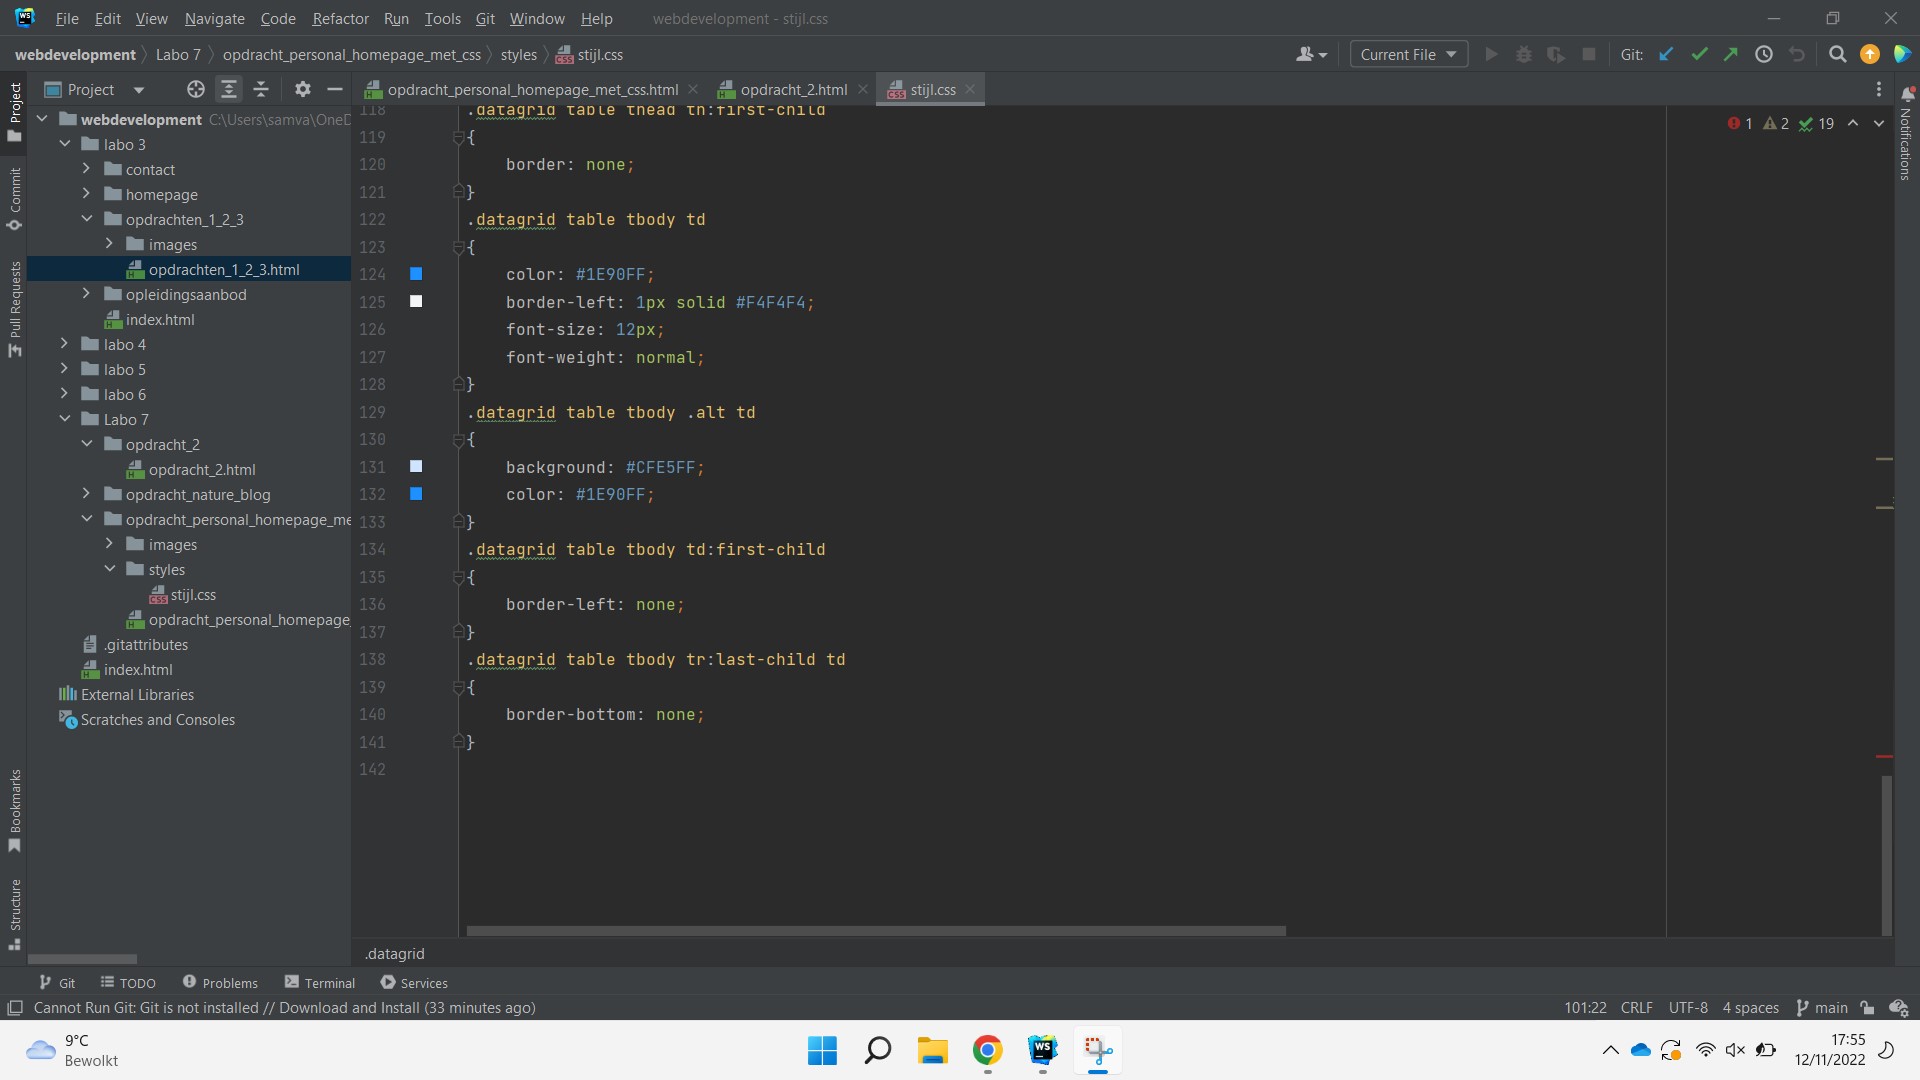 File Edit View Navigate Code Refactor Run Tools Git Window Help webdevelopment - stijl.css
webdevelopment Labo 7 opdracht_personal_homepage_met_css styles stijl.css Current File Git:
Project
opdracht_personal_homepage_met_css.html opdracht_2.html stijl.css
Project
Commit
Pull Requests
Bookmarks
Structure
Notifications
webdevelopment C:\Users\samva\OneD
labo 3
contact
homepage
opdrachten_1_2_3
images
opdrachten_1_2_3.html
opleidingsaanbod
index.html
labo 4
labo 5
labo 6
Labo 7
opdracht_2
opdracht_2.html
opdracht_nature_blog
opdracht_personal_homepage_me
images
styles
stijl.css
opdracht_personal_homepage_
.gitattributes
index.html
External Libraries
Scratches and Consoles
1 2 19
118 .datagrid table thead th:first-child
119 {
120 border: none;
121 }
122 .datagrid table tbody td
123 {
124 color: #1E90FF;
125 border-left: 1px solid #F4F4F4;
126 font-size: 12px;
127 font-weight: normal;
128 }
129 .datagrid table tbody .alt td
130 {
131 background: #CFE5FF;
132 color: #1E90FF;
133 }
134 .datagrid table tbody td:first-child
135 {
136 border-left: none;
137 }
138 .datagrid table tbody tr:last-child td
139 {
140 border-bottom: none;
141 }
142
.datagrid
Git TODO Problems Terminal Services
Cannot Run Git: Git is not installed // Download and Install (33 minutes ago) 101:22 CRLF UTF-8 4 spaces main
9°C
Bewolkt
17:55
12/11/2022